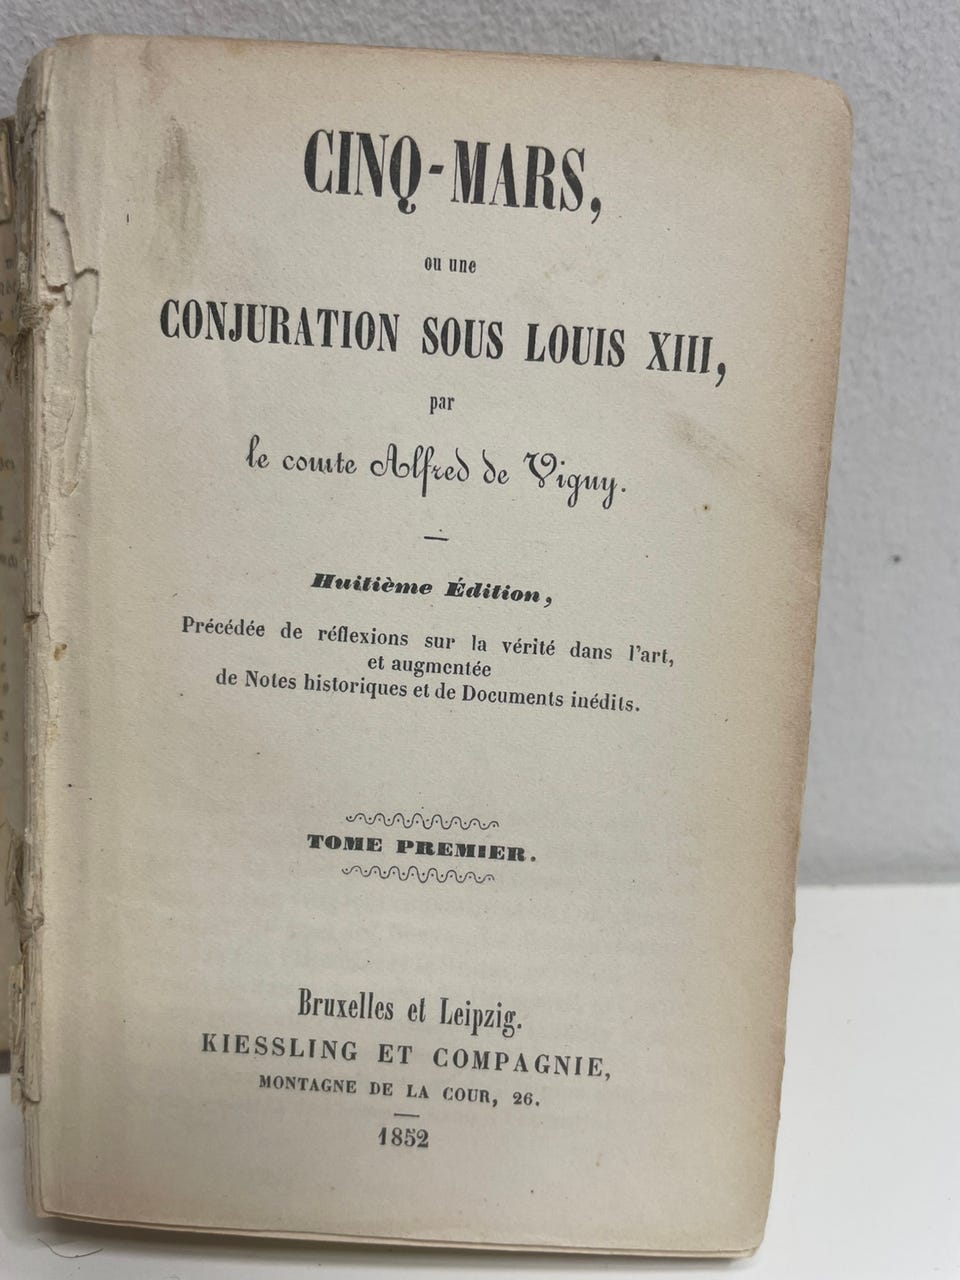 CINQ-MARS,
ou une
CONJURATION SOUS LOUIS XIII,
par
le comte Alfred de Vigny.
Huitième Édition,
Précédée de réflexions sur la vérité dans l'art,
et augmentée
de Notes historiques et de Documents inédits.
TOME PREMIER.
Bruxelles et Leipzig.
KIESSLING ET COMPAGNIE,
MONTAGNE DE LA COUR, 26.
1852